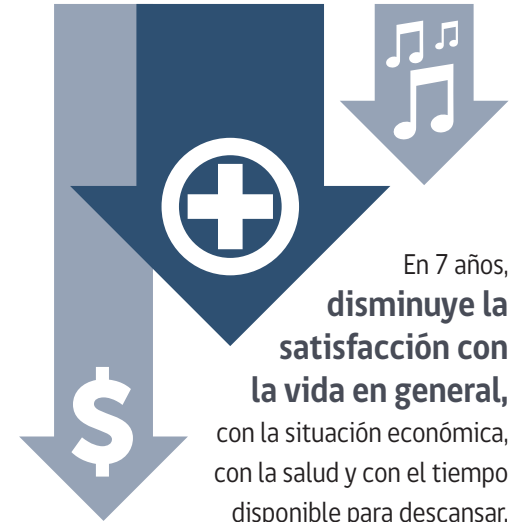 $
En 7 años,
disminuye la
satisfacción con
la vida en general,
con la situación económica,
con la salud y con el tiempo
disponible para descansar.